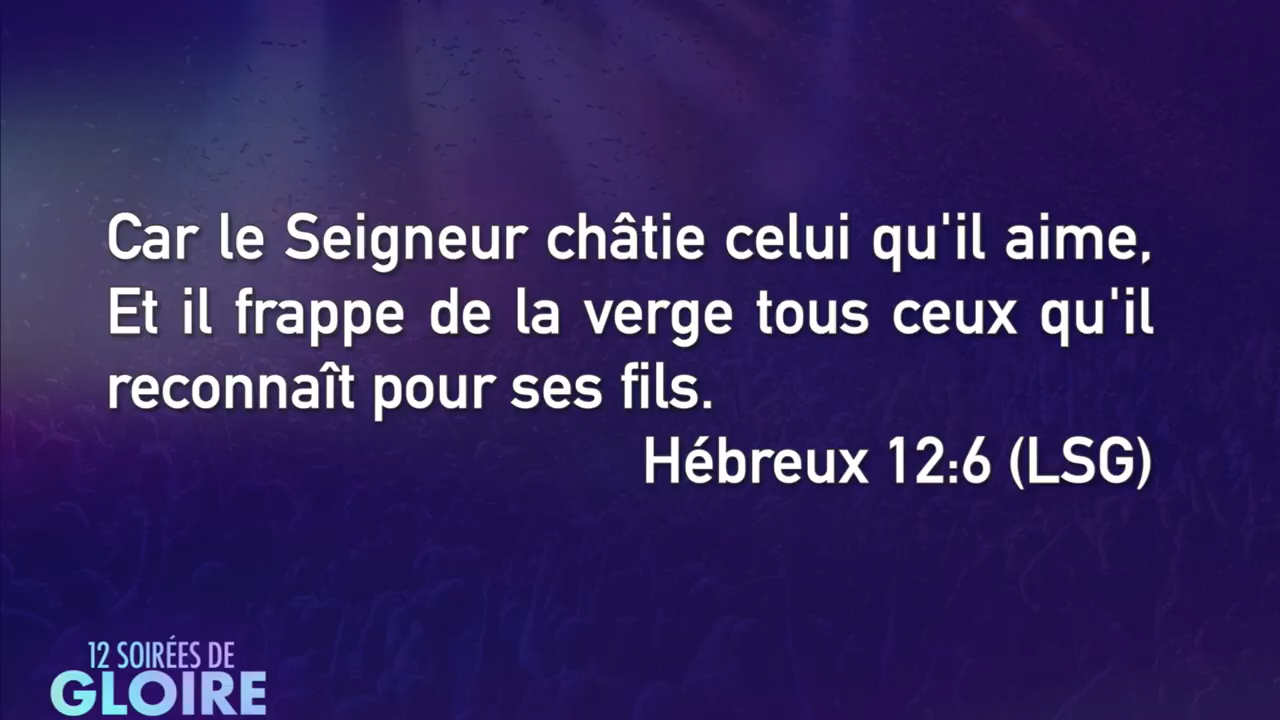 Car le Seigneur châtie celui qu'il aime,
Et il frappe de la verge tous ceux qu'il
reconnaît pour ses fils.
Hébreux 12:6 (LSG)
12 SOIRÉES DE
GLOIRE